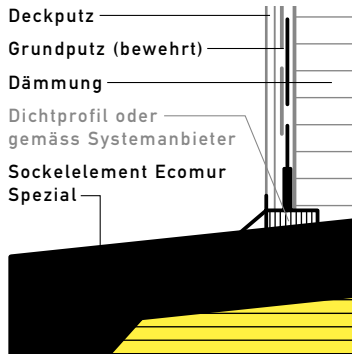 Deckputz
Grundputz (bewehrt)
Dämmung
Dichtprofil oder
gemäss Systemanbieter
Sockelelement Ecomur
Spezial